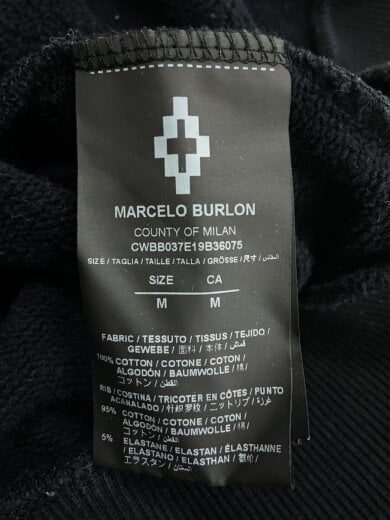 MARCELO BURLON
COUNTY OF MILAN
CWBB037E19B36075
SIZE / TAGLIA / TAILLE / TALLA / GRÖSSE / 尺寸 / المقاس
SIZE CA
M M
FABRIC / TESSUTO / TISSUS / TEJIDO /
GEWEBE / 面料 / 本体 / قماش
100% COTTON / COTONE / COTON /
ALGODÓN / BAUMWOLLE / 棉/
コットン / القطن
RIB / COSTINA / TRICOTER EN CÔTES / PUNTO
ACANALADO / 针织罗纹 / ニットリブ / غرزة
95% COTTON / COTONE / COTON /
ALGODÓN / BAUMWOLLE / 棉/
コットン / القطن
5% ELASTANE / ELASTAN / ÉLASTHANNE
/ ELASTANO / ELASTHAN / 氨纶 /
エラスタン /